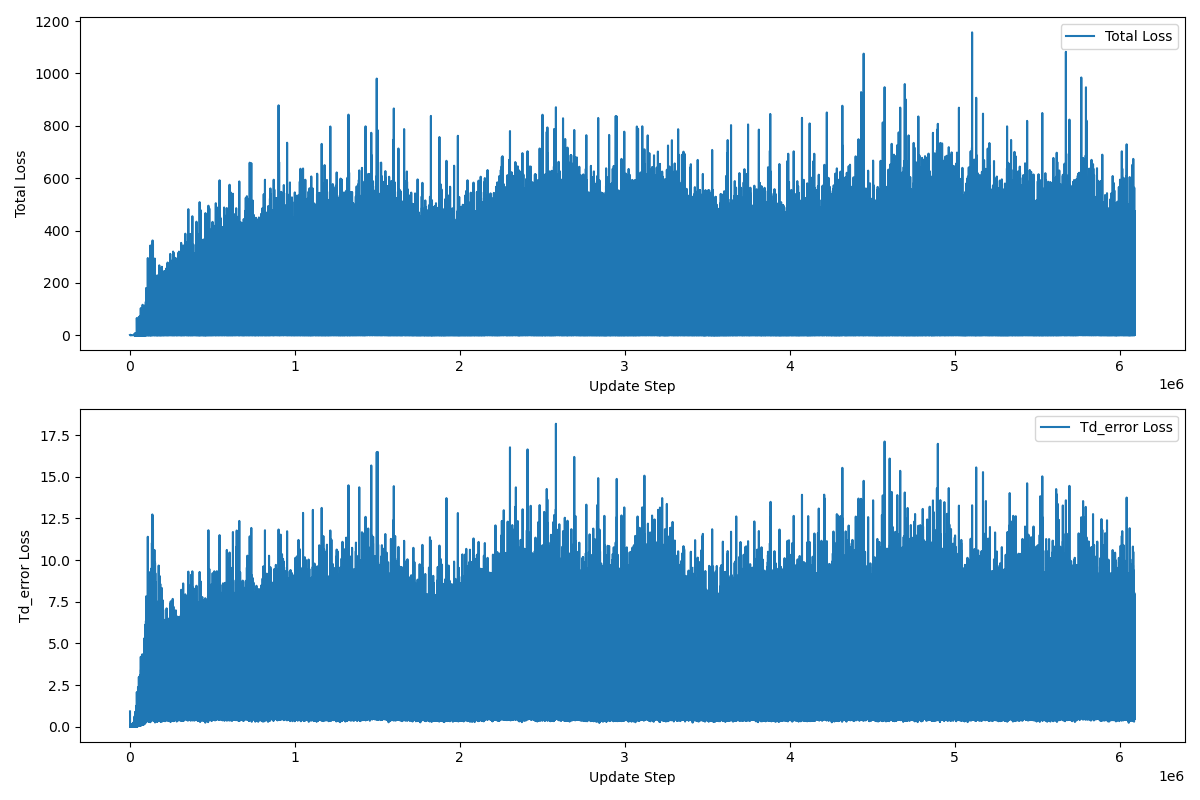 1200
1000
800
600
400
200
0
Total Loss
Total Loss
0 1 2 3 4 5 6
1e6
Update Step
17.5
15.0
12.5
10.0
7.5
5.0
2.5
0.0
Td_error Loss
Td_error Loss
0 1 2 3 4 5 6
1e6
Update Step